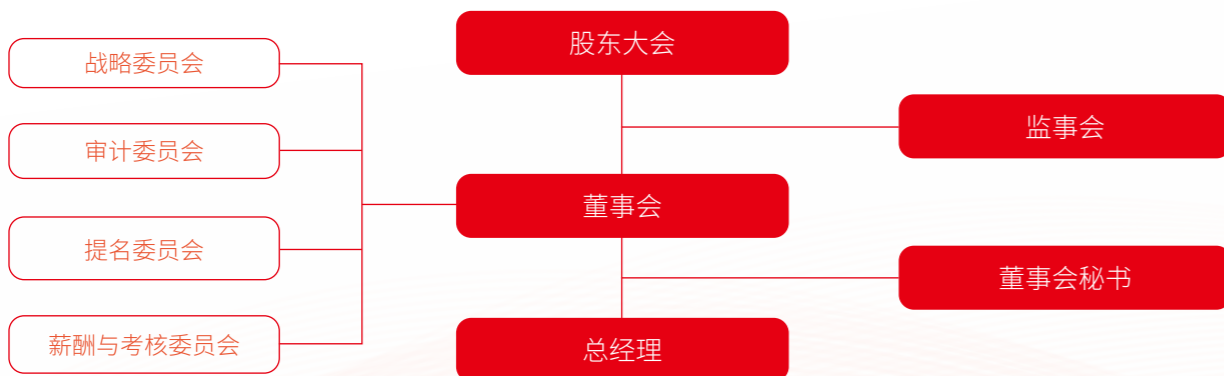 股东大会
战略委员会
监事会
审计委员会
董事会
提名委员会
董事会秘书
薪酬与考核委员会
总经理